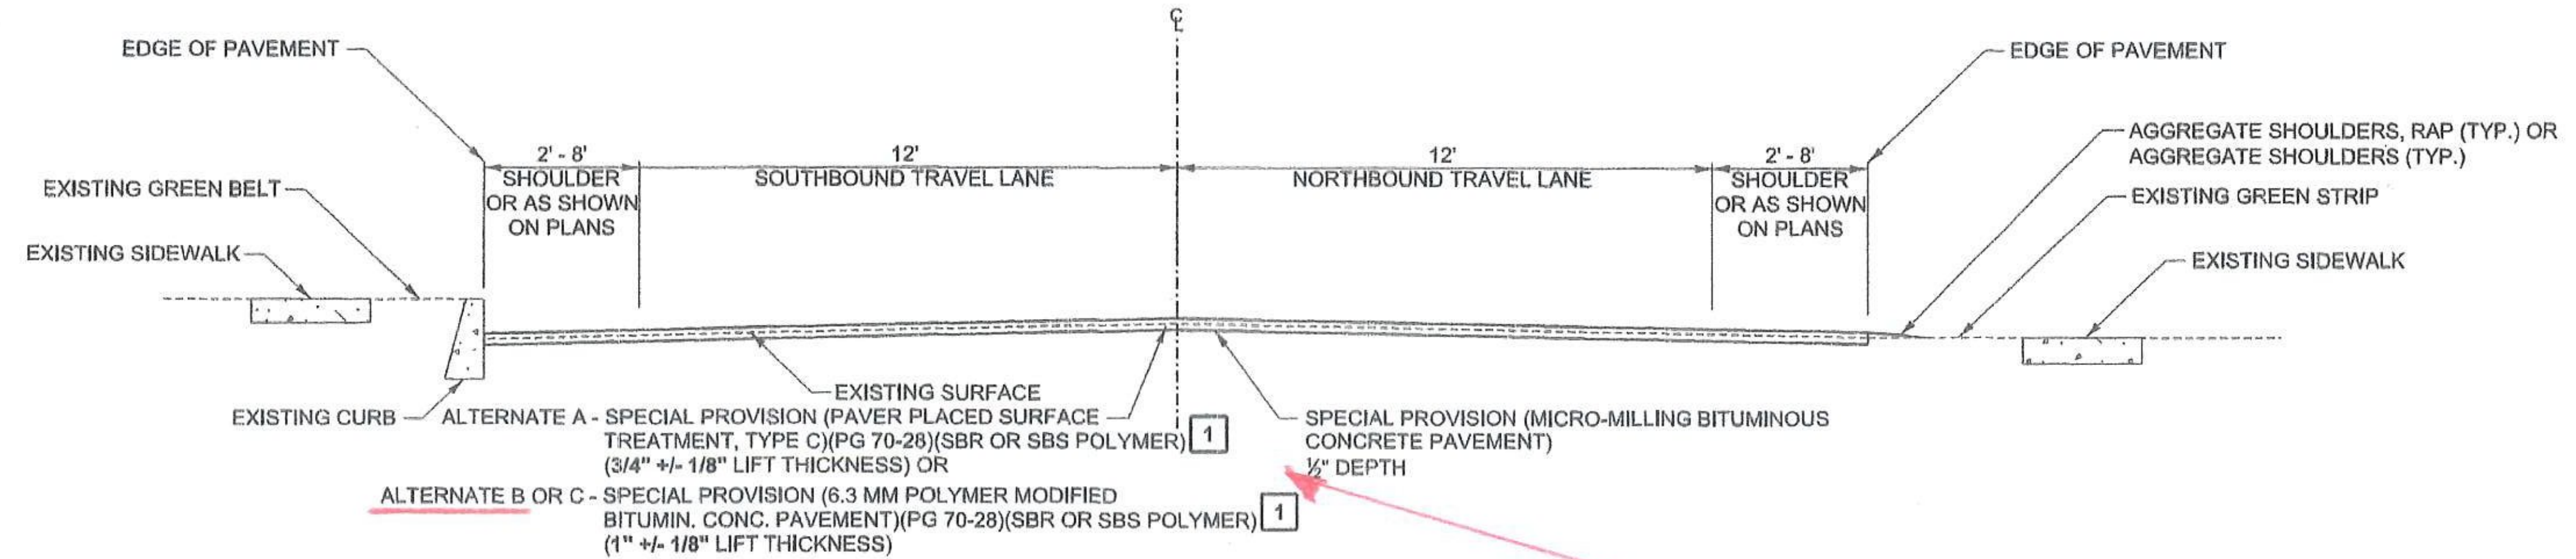 ℄
EDGE OF PAVEMENT
EDGE OF PAVEMENT
AGGREGATE SHOULDERS, RAP (TYP.) OR
AGGREGATE SHOULDERS (TYP.)
2' - 8'
12'
12'
2' - 8'
SHOULDER
OR AS SHOWN
ON PLANS
SOUTHBOUND TRAVEL LANE
NORTHBOUND TRAVEL LANE
SHOULDER
OR AS SHOWN
ON PLANS
EXISTING GREEN BELT
EXISTING GREEN STRIP
EXISTING SIDEWALK
EXISTING SIDEWALK
EXISTING SURFACE
EXISTING CURB
ALTERNATE A - SPECIAL PROVISION (PAVER PLACED SURFACE
TREATMENT, TYPE C)(PG 70-28)(SBR OR SBS POLYMER) 1
(3/4" +/- 1/8" LIFT THICKNESS) OR
ALTERNATE B OR C - SPECIAL PROVISION (6.3 MM POLYMER MODIFIED
BITUMIN. CONC. PAVEMENT)(PG 70-28)(SBR OR SBS POLYMER) 1
(1" +/- 1/8" LIFT THICKNESS)
SPECIAL PROVISION (MICRO-MILLING BITUMINOUS
CONCRETE PAVEMENT)
½" DEPTH